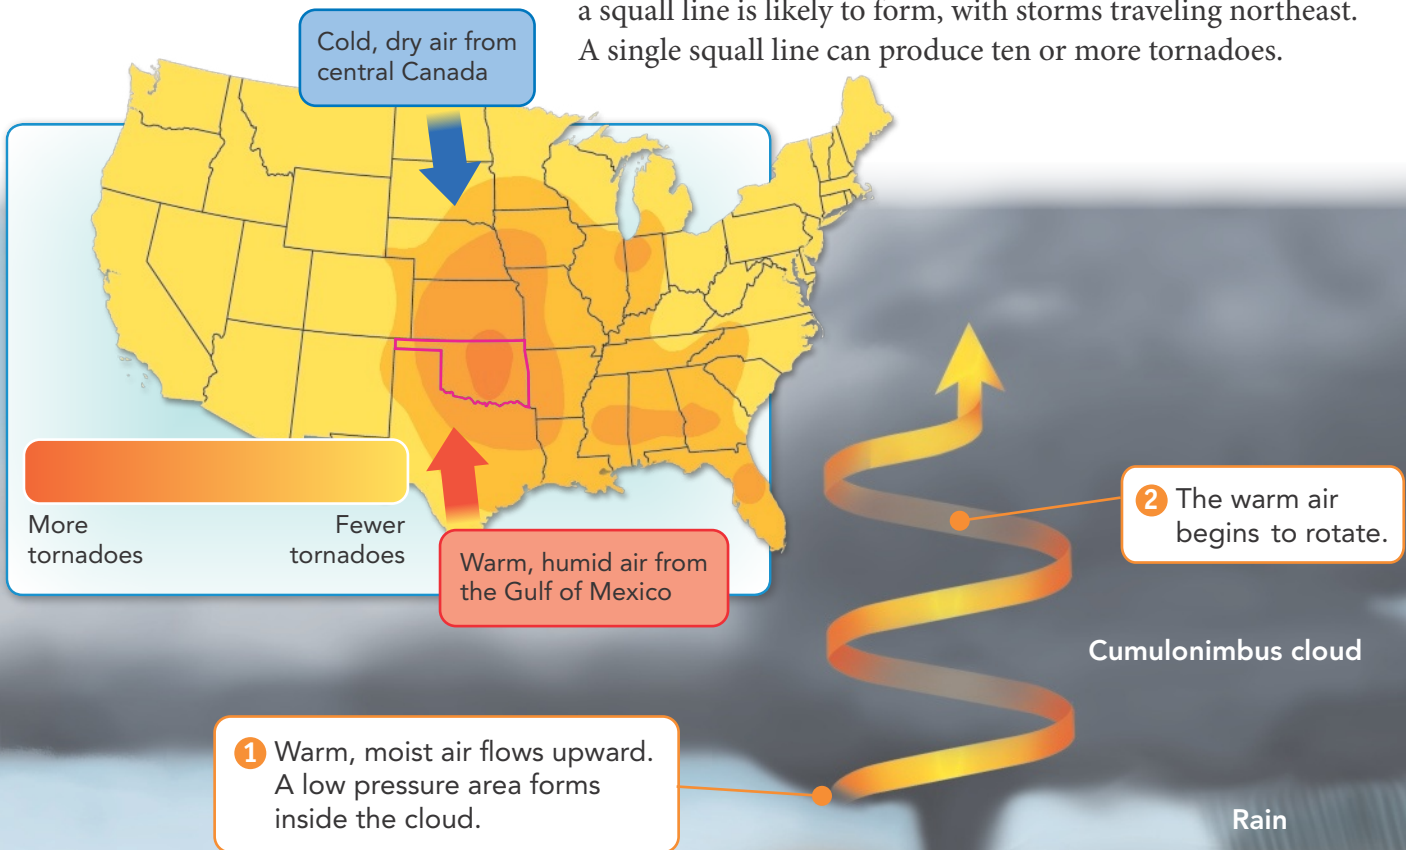 a squall line is likely to form, with storms traveling northeast.
A single squall line can produce ten or more tornadoes.
Cold, dry air from
central Canada
More
tornadoes
Fewer
tornadoes
Warm, humid air from
the Gulf of Mexico
2 The warm air
begins to rotate.
Cumulonimbus cloud
1 Warm, moist air flows upward.
A low pressure area forms
inside the cloud.
Rain